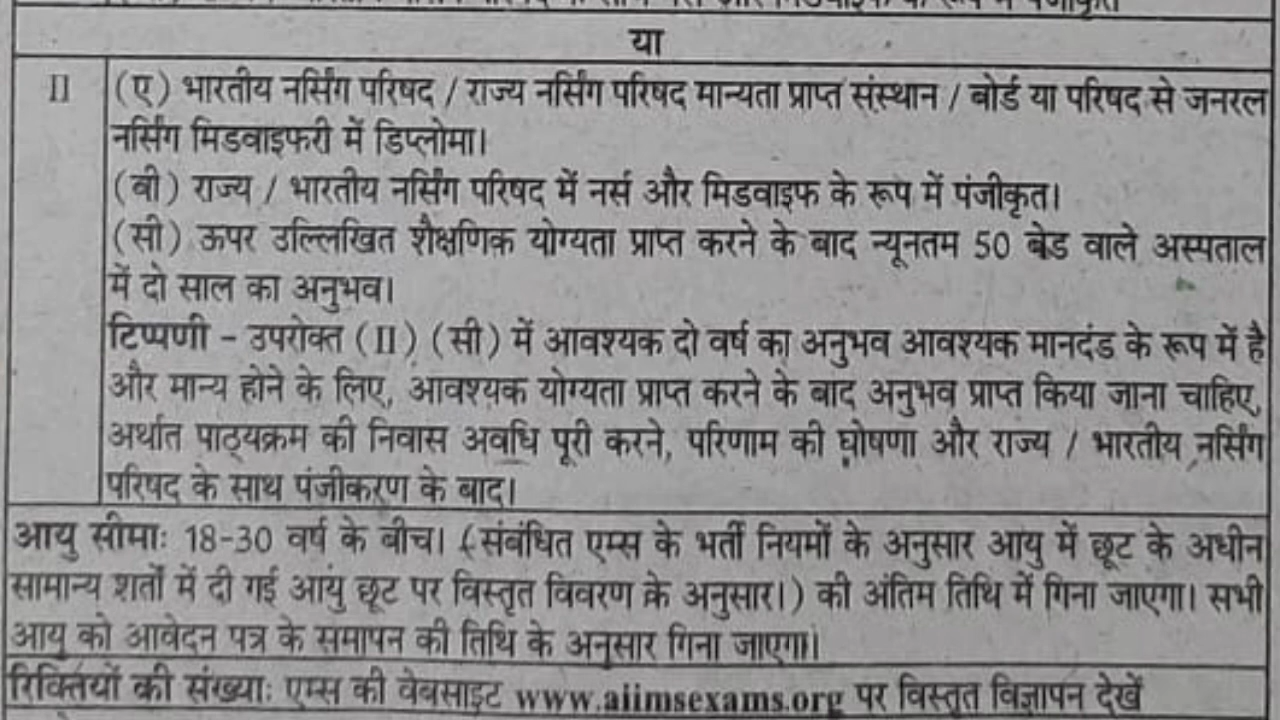 या
II (ए) भारतीय नर्सिंग परिषद / राज्य नर्सिंग परिषद मान्यता प्राप्त संस्थान / बोर्ड या परिषद से जनरल
नर्सिंग मिडवाइफरी में डिप्लोमा।
(बी) राज्य / भारतीय नर्सिंग परिषद में नर्स और मिडवाइफ के रूप में पंजीकृत।
(सी) ऊपर उल्लिखित शैक्षणिक योग्यता प्राप्त करने के बाद न्यूनतम 50 बेड वाले अस्पताल
में दो साल का अनुभव।
टिप्पणी – उपरोक्त (II) (सी) में आवश्यक दो वर्ष का अनुभव आवश्यक मानदंड के रूप में है
और मान्य होने के लिए, आवश्यक योग्यता प्राप्त करने के बाद अनुभव प्राप्त किया जाना चाहिए,
अर्थात पाठ्यक्रम की निवास अवधि पूरी करने, परिणाम की घोषणा और राज्य / भारतीय नर्सिंग
परिषद के साथ पंजीकरण के बाद।
आयु सीमाः 18-30 वर्ष के बीच। (संबंधित एम्स के भर्ती नियमों के अनुसार आयु में छूट के अधीन
सामान्य शर्तों में दी गई आयु छूट पर विस्तृत विवरण के अनुसार।) की अंतिम तिथि में गिना जाएगा। सभी
आयु को आवेदन पत्र के समापन की तिथि के अनुसार गिना जाएगा।
रिक्तियों की संख्याः एम्स की वेबसाइट www.aiimsexams.org पर विस्तृत विज्ञापन देखें